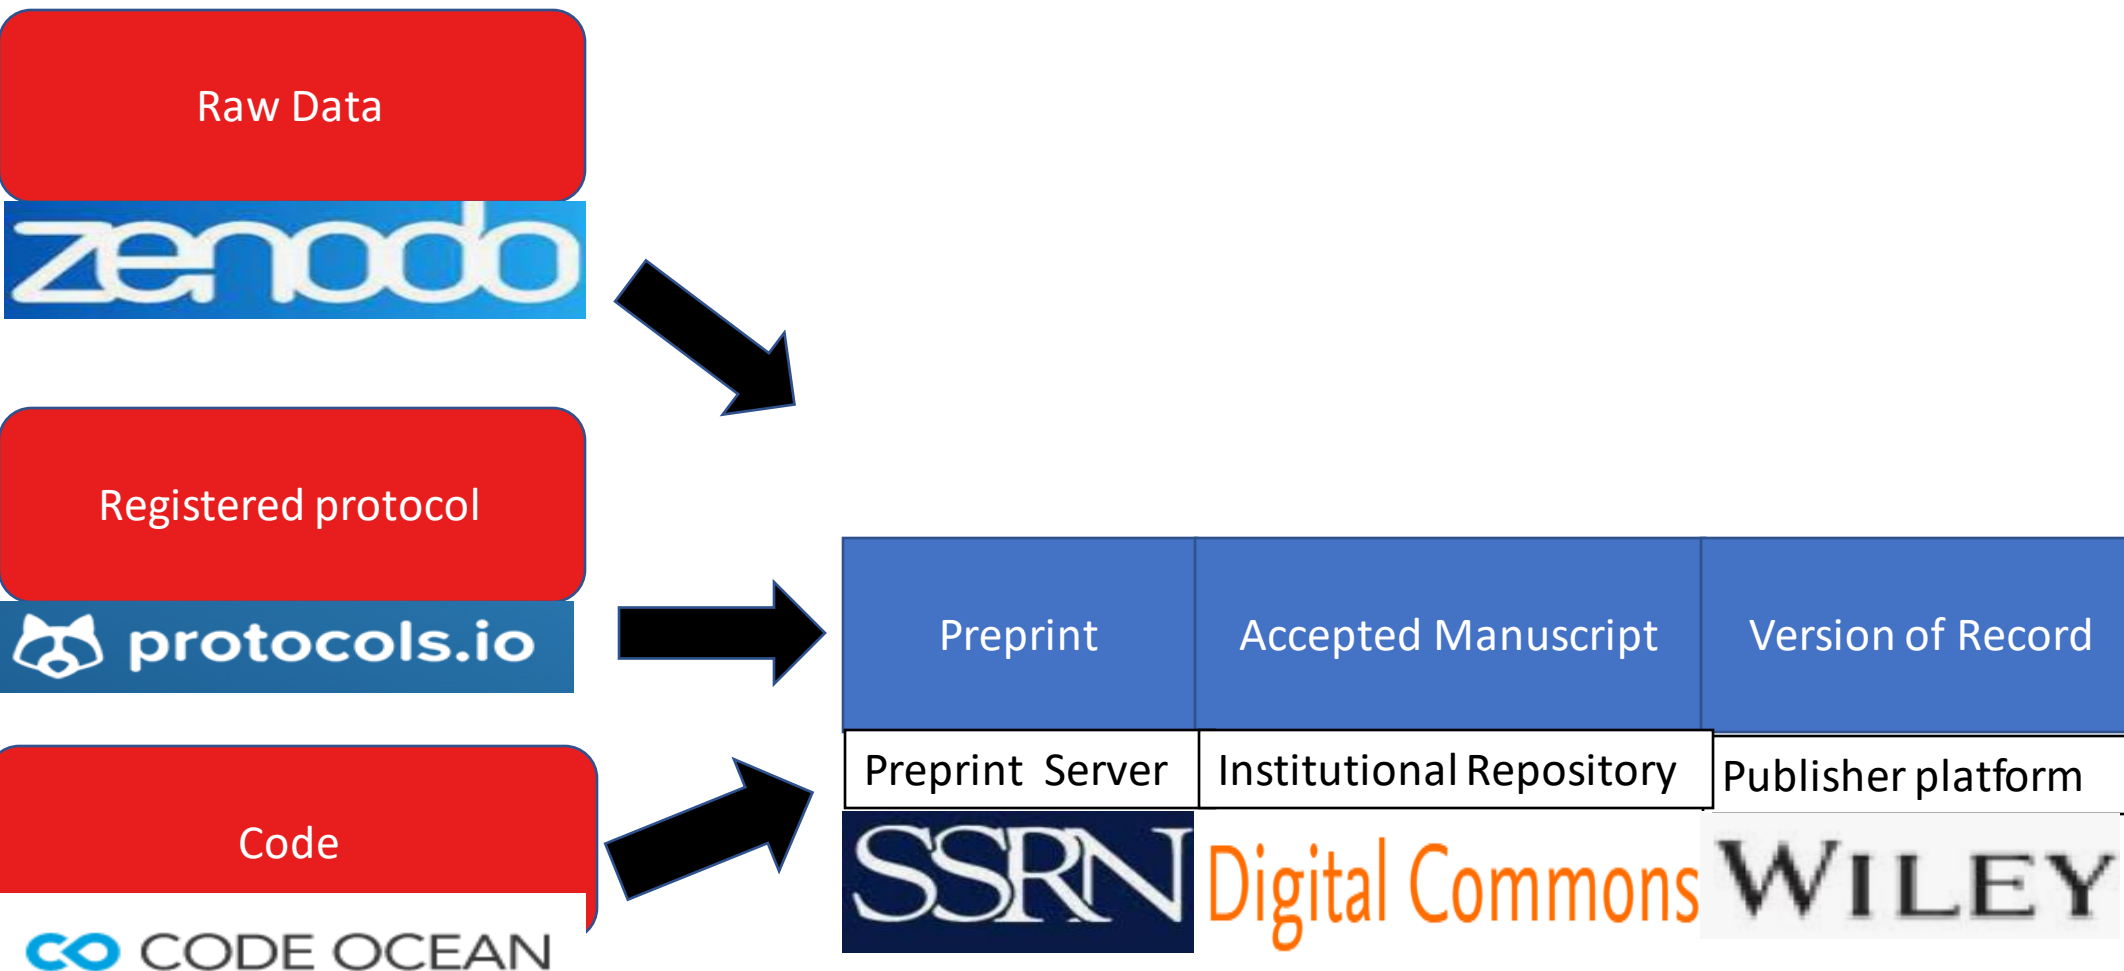 Raw Data
zenodo
Registered protocol
protocols.io
Code
CODE OCEAN
Preprint
Accepted Manuscript
Version of Record
Preprint Server
Institutional Repository
Publisher platform
SSRN
Digital Commons
WILEY